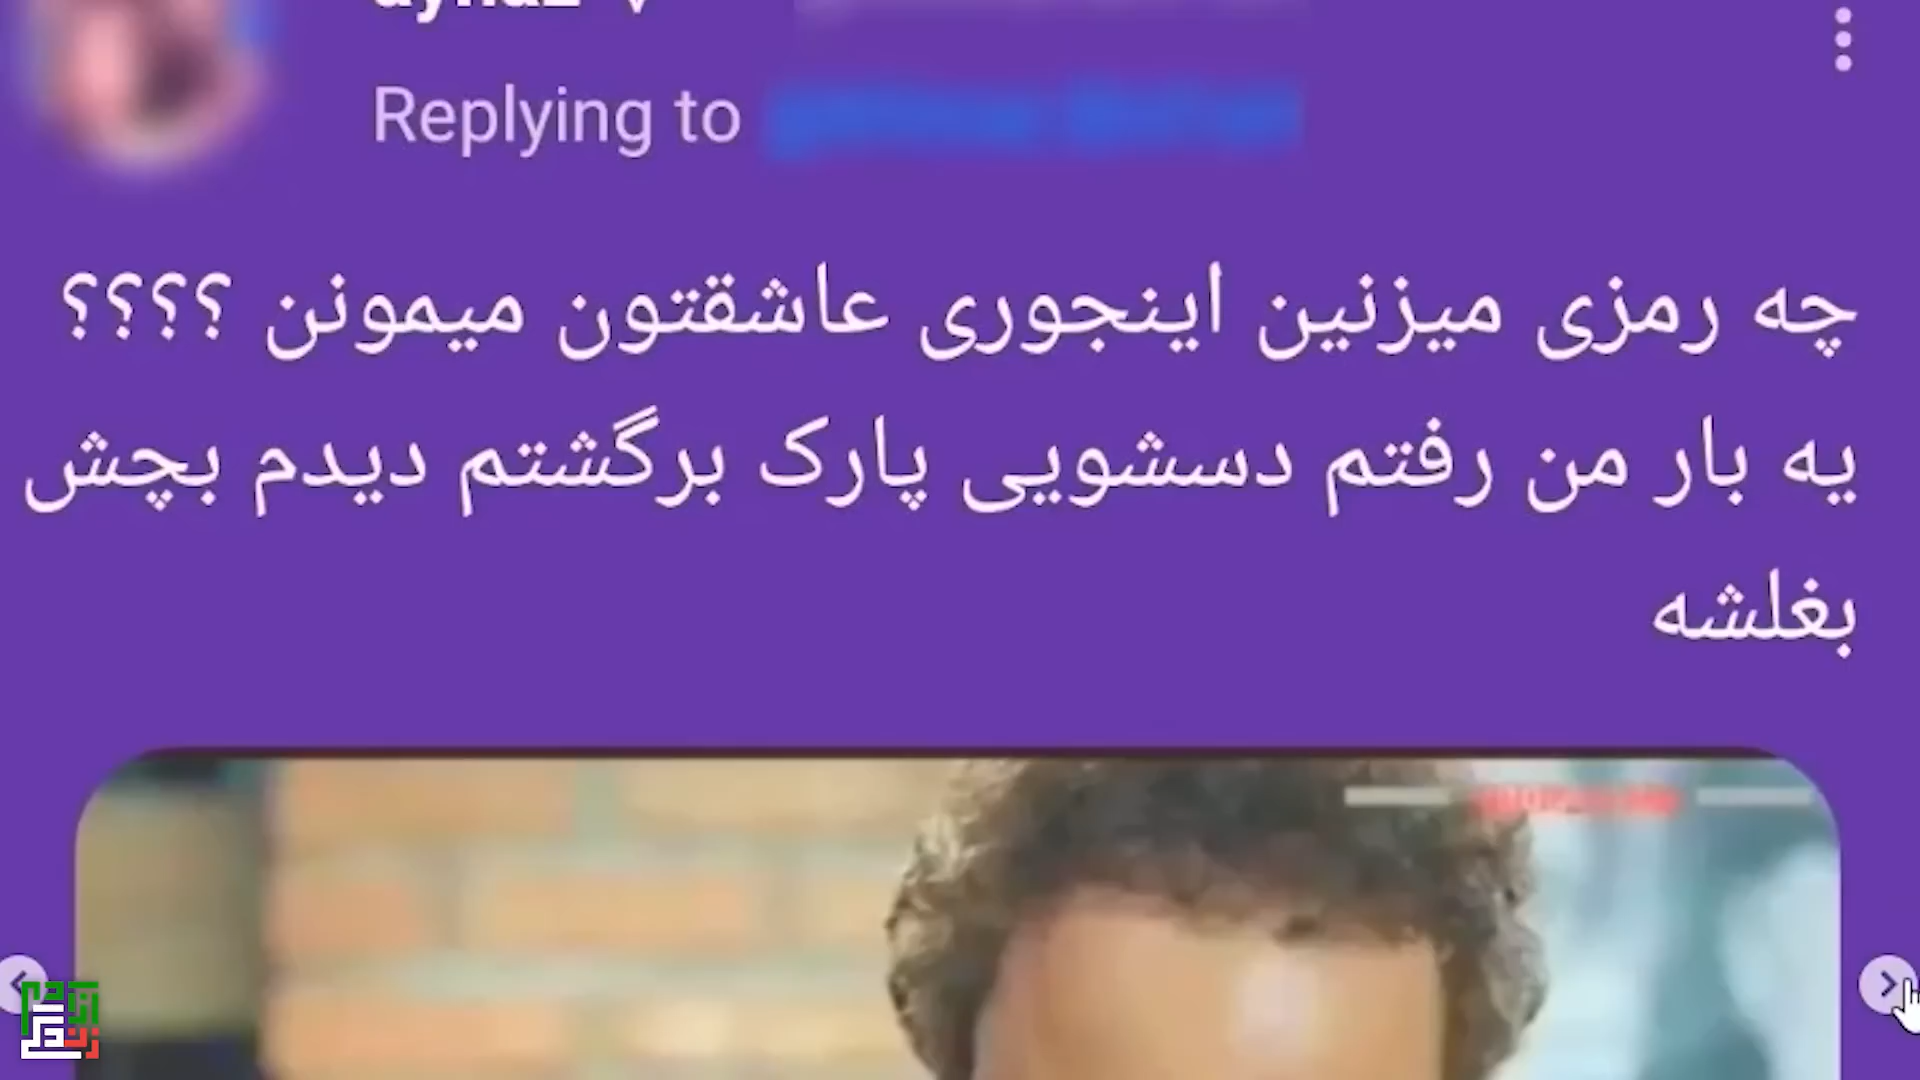 Replying to
چه رمزی میزنین اینجوری عاشقتون میمونن ؟؟؟؟
یه بار من رفتم دسشویی پارک برگشتم دیدم بچش
بغلشه